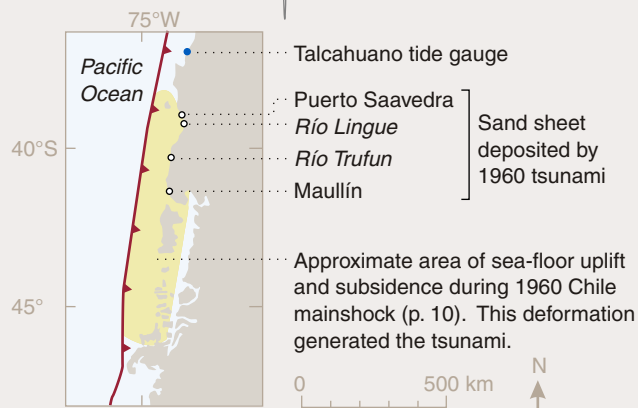 75°W
Pacific
Ocean
Talcahuano tide gauge
Puerto Saavedra
Río Lingue
Río Trufun
Maullín
Sand sheet
deposited by
1960 tsunami
40°S
45°
Approximate area of sea-floor uplift
and subsidence during 1960 Chile
mainshock (p. 10). This deformation
generated the tsunami.
0 500 km
N